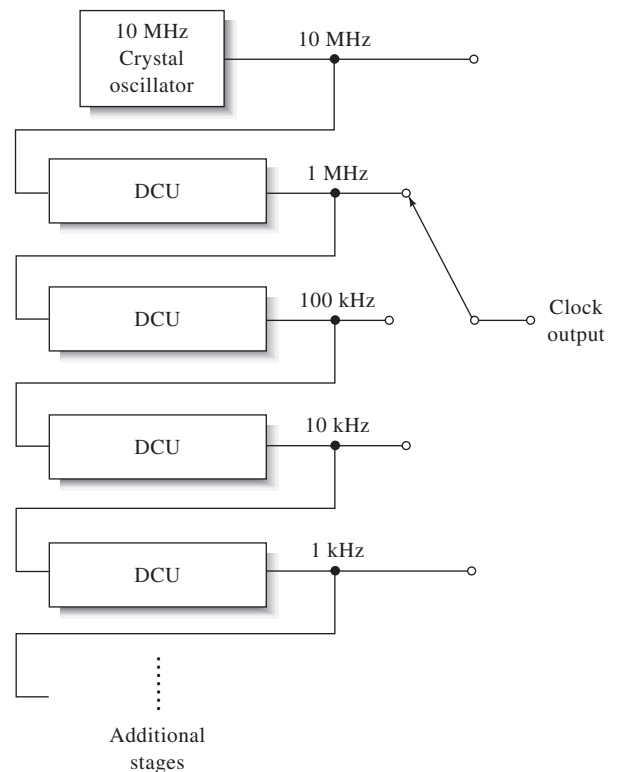 10 MHz
Crystal
oscillator
10 MHz
DCU
1 MHz
DCU
100 kHz
Clock
output
DCU
10 kHz
DCU
1 kHz
Additional
stages